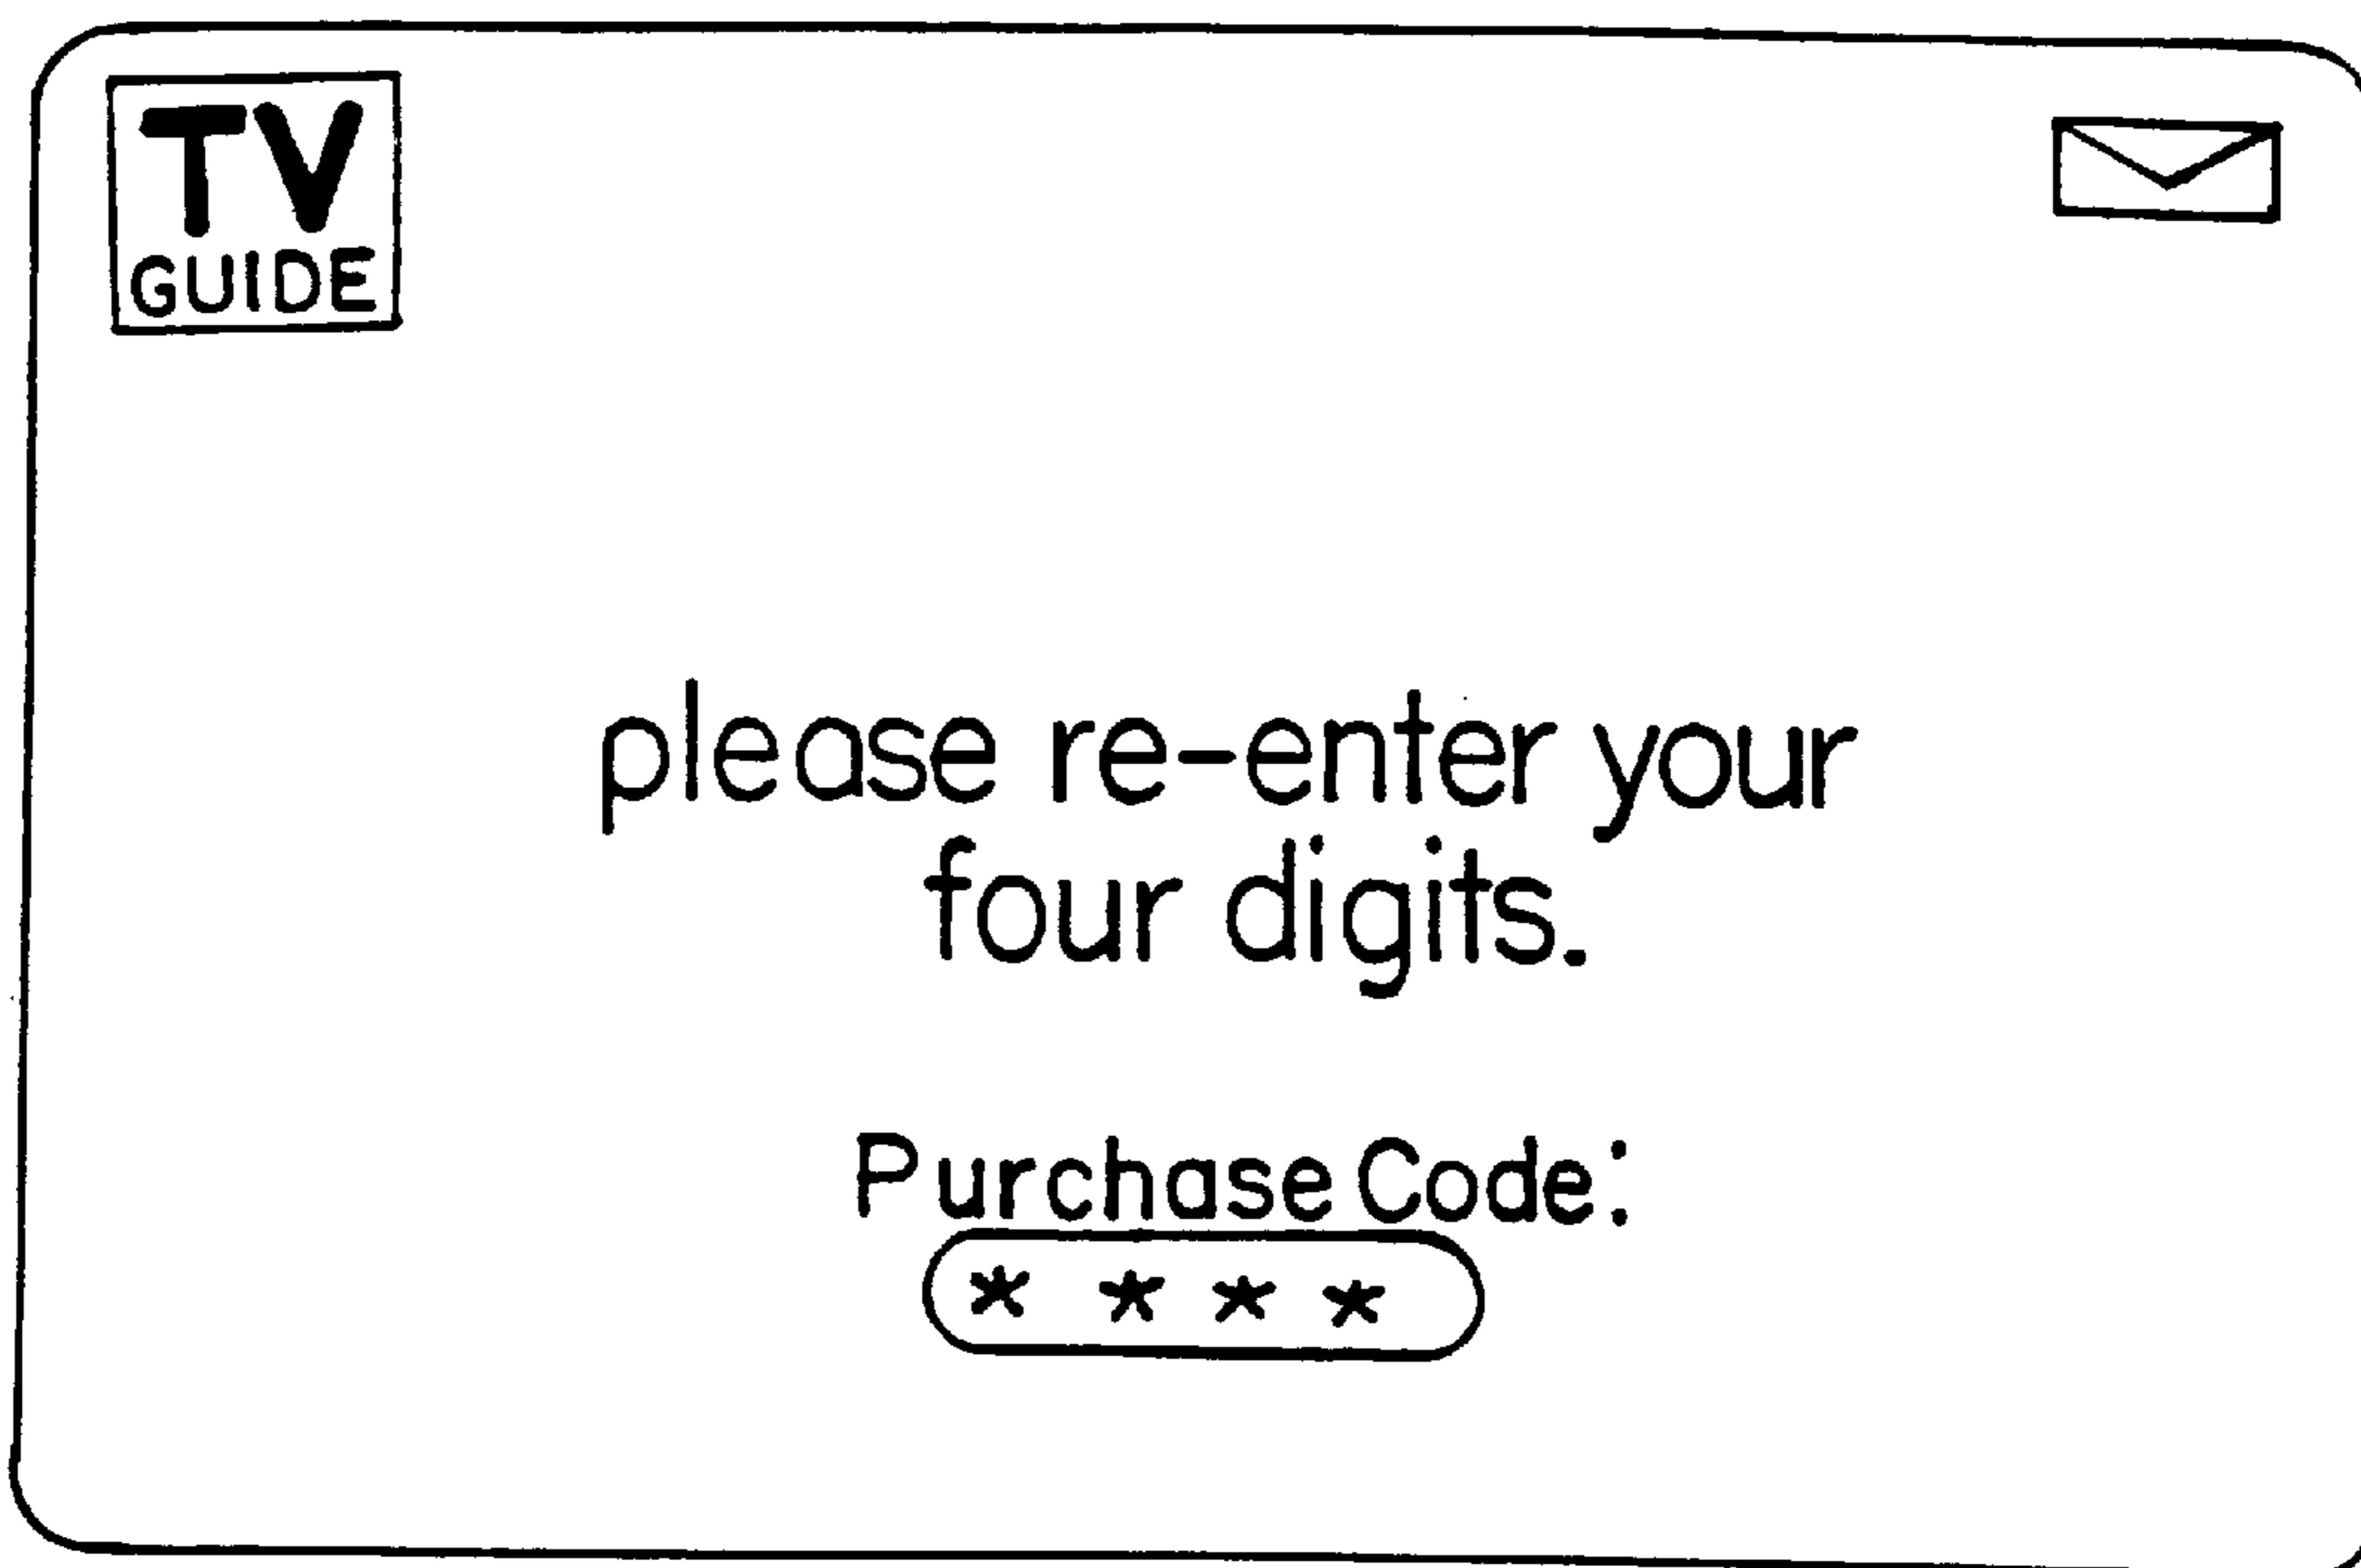 TV
GUIDE
please re-enter your
four digits.
Purchase Code:
* * * *